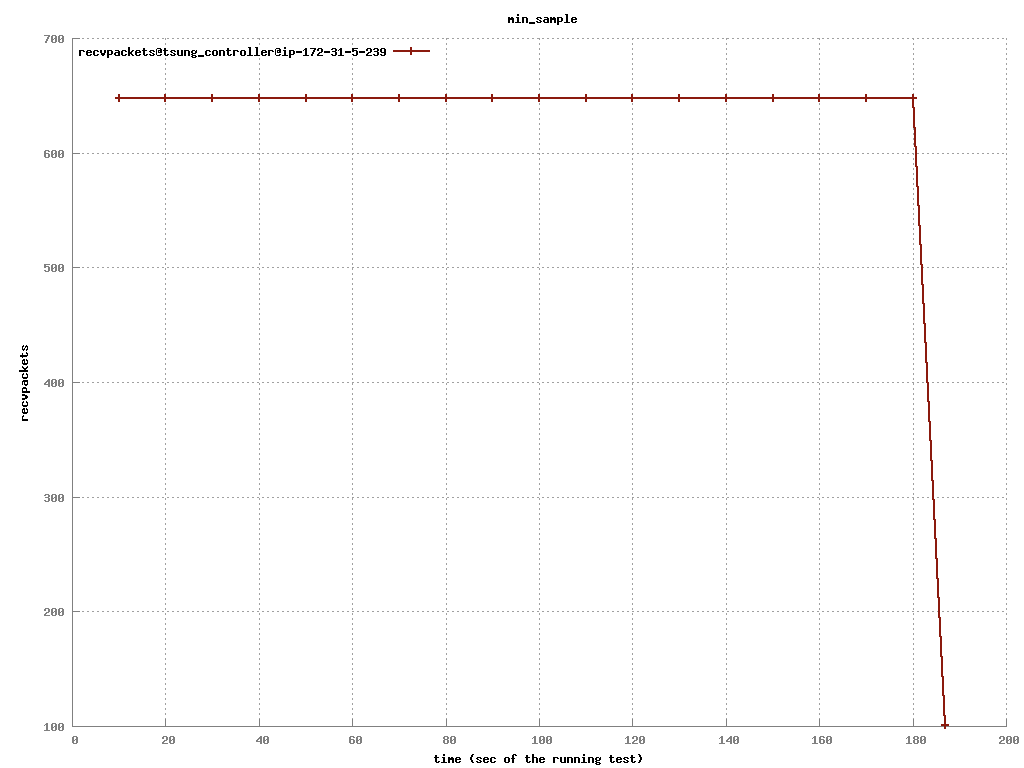 min_sample
700
recvpackets@tsung_controller@ip-172-31-5-239
600
500
400
recvpackets
300
200
100
0 20 40 60 80 100 120 140 160 180 200
time (sec of the running test)